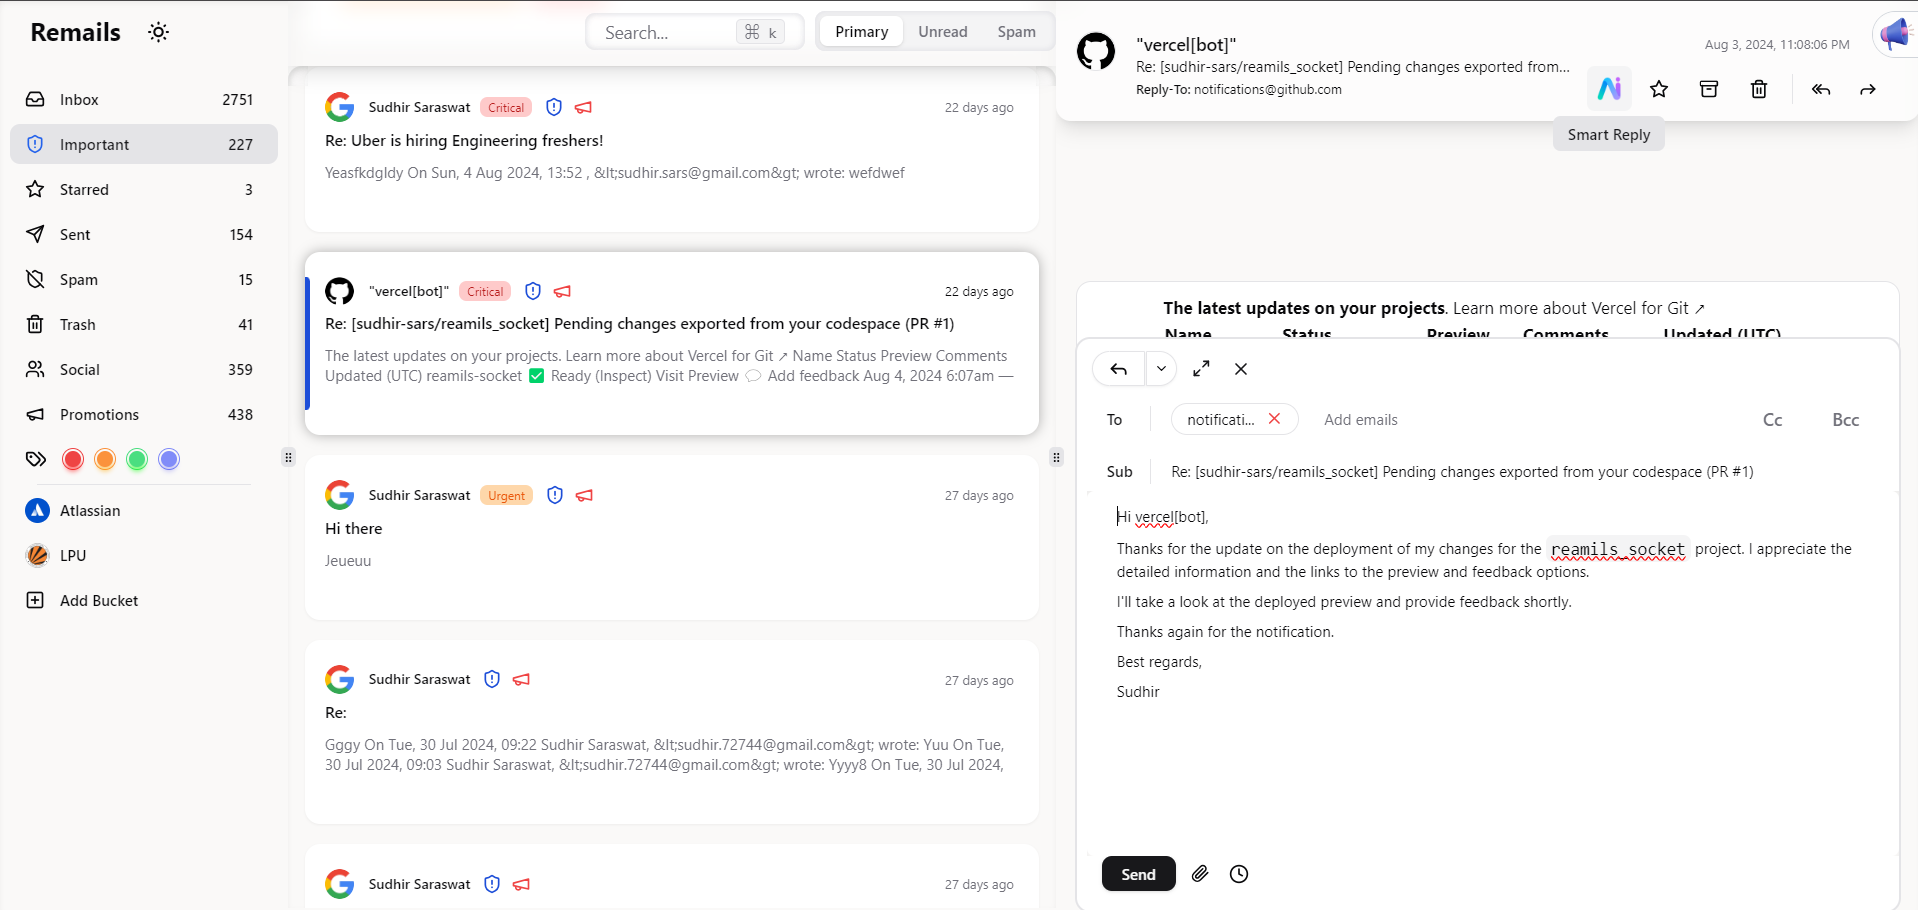 Remails
Inbox 2751
Important 227
Starred 3
Sent 154
Spam 15
Trash 41
Social 359
Promotions 438
Atlassian
LPU
Add Bucket
Search... ⌘ k
Primary Unread Spam
Sudhir Saraswat Critical 22 days ago
Re: Uber is hiring Engineering freshers!
Yeasfkdgldy On Sun, 4 Aug 2024, 13:52 , &lt;sudhir.sars@gmail.com&gt; wrote: wefdwef
"vercel[bot]" Critical 22 days ago
Re: [sudhir-sars/reamils_socket] Pending changes exported from your codespace (PR #1)
The latest updates on your projects. Learn more about Vercel for Git ↗ Name Status Preview Comments
Updated (UTC) reamils-socket ✅ Ready (Inspect) Visit Preview 💬 Add feedback Aug 4, 2024 6:07am —
Sudhir Saraswat Urgent 27 days ago
Hi there
Jeueuu
Sudhir Saraswat 27 days ago
Re:
Gggy On Tue, 30 Jul 2024, 09:22 Sudhir Saraswat, &lt;sudhir.72744@gmail.com&gt; wrote: Yuu On Tue,
30 Jul 2024, 09:03 Sudhir Saraswat, &lt;sudhir.72744@gmail.com&gt; wrote: Yyyy8 On Tue, 30 Jul 2024,
Sudhir Saraswat 27 days ago
"vercel[bot]" Aug 3, 2024, 11:08:06 PM
Re: [sudhir-sars/reamils_socket] Pending changes exported from...
Reply-To: notifications@github.com
Smart Reply
The latest updates on your projects. Learn more about Vercel for Git ↗
Name Status Preview Comments Updated (UTC)
To notificati... Add emails Cc Bcc
Sub Re: [sudhir-sars/reamils_socket] Pending changes exported from your codespace (PR #1)
Hi vercel[bot],
Thanks for the update on the deployment of my changes for the reamils_socket project. I appreciate the
detailed information and the links to the preview and feedback options.
I'll take a look at the deployed preview and provide feedback shortly.
Thanks again for the notification.
Best regards,
Sudhir
Send